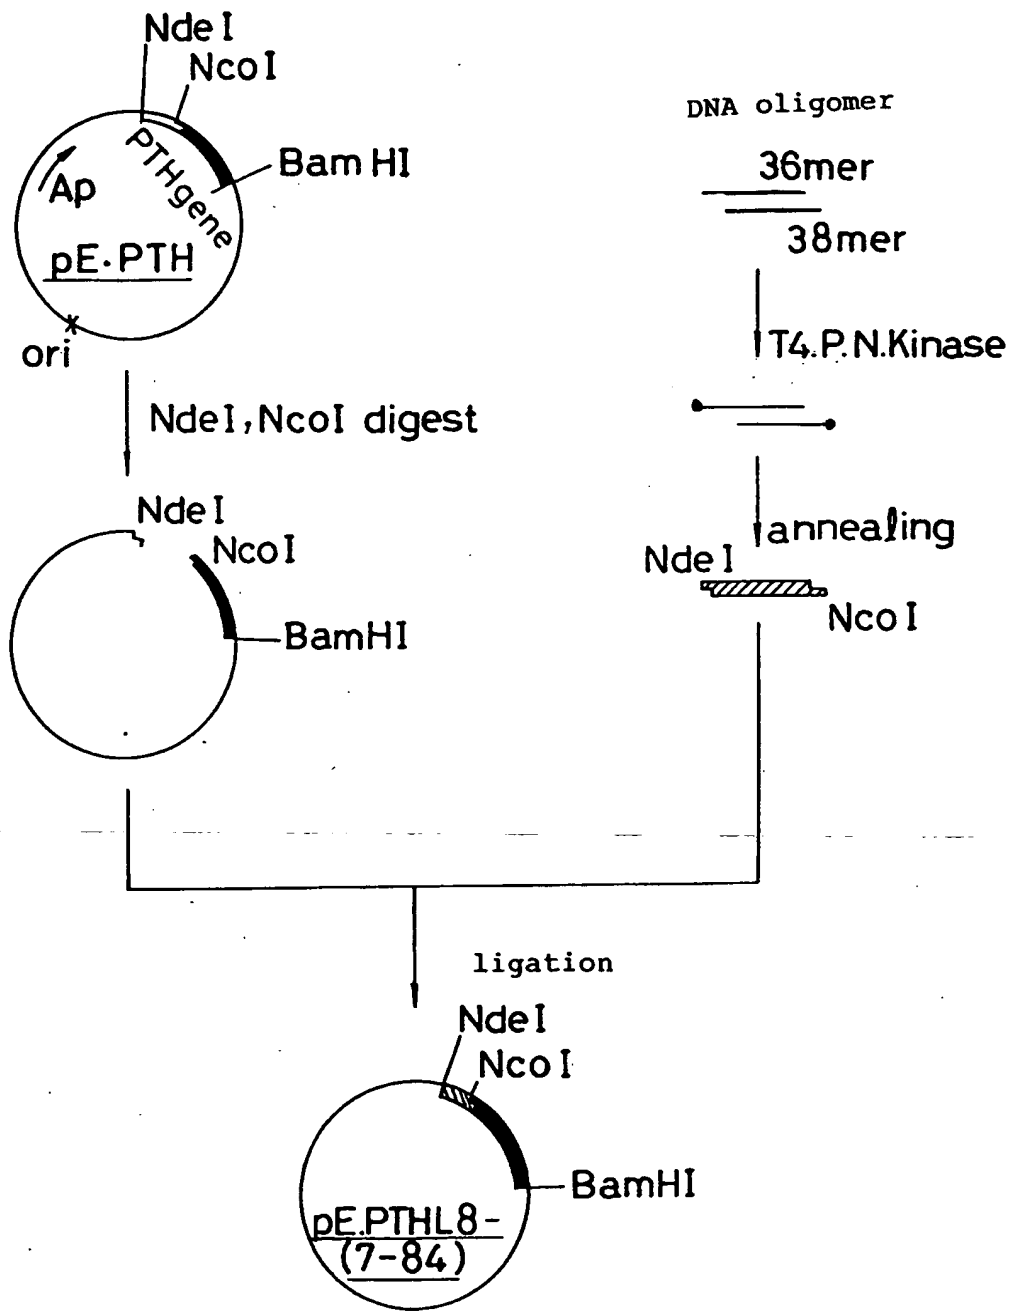 NdeI
NcoI
BamHI
PTHgene
Ap
pE·PTH
ori
NdeI,NcoI digest
NdeI
NcoI
BamHI
DNA oligomer
36mer
38mer
T4.P.N.Kinase
annealing
NdeI
NcoI
ligation
NdeI
NcoI
BamHI
pE.PTHL8-
(7-84)